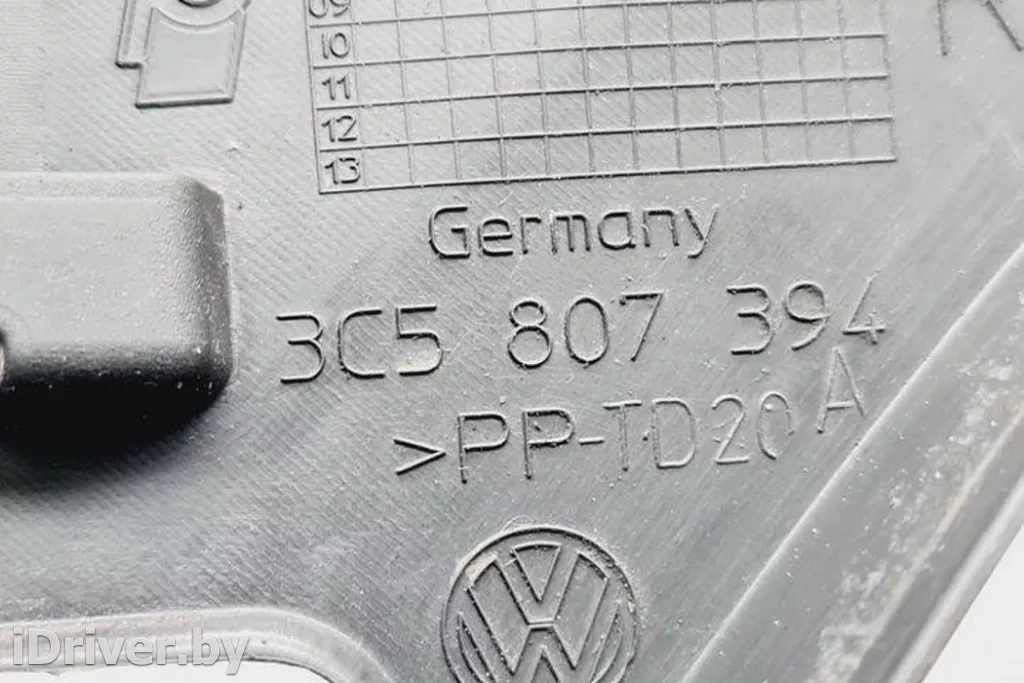 09
10
11
12
13
Germany
3C5 807 394
A
>PP-TD20
iDriver.by